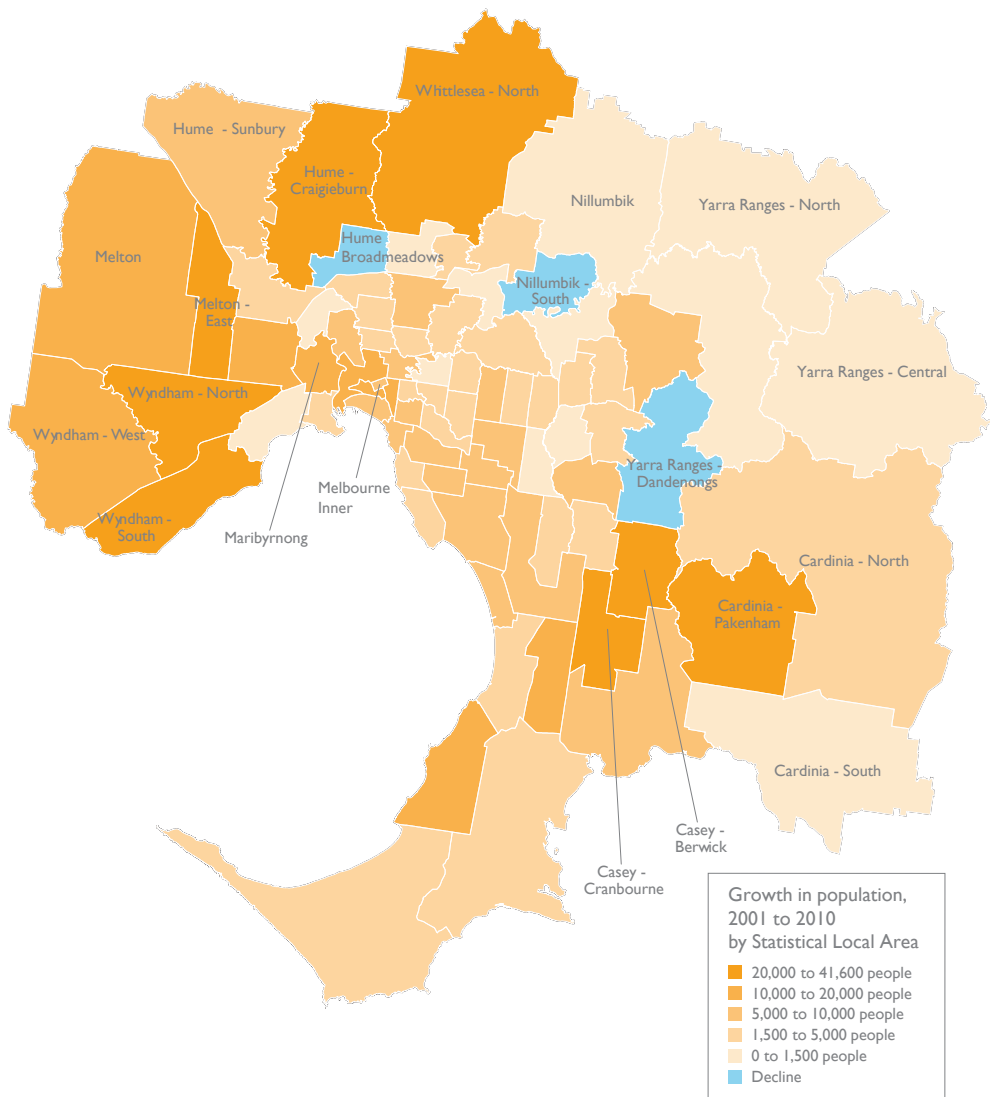 Whittlesea - North
Hume - Sunbury
Hume -
Craigieburn
Nillumbik
Yarra Ranges - North
Melton
Hume
Broadmeadows
Nillumbik -
South
Melton -
East
Yarra Ranges - Central
Wyndham - North
Wyndham - West
Yarra Ranges -
Dandenongs
Melbourne
Inner
Wyndham -
South
Maribyrnong
Cardinia - North
Cardinia -
Pakenham
Cardinia - South
Casey -
Berwick
Casey -
Cranbourne
Growth in population,
2001 to 2010
by Statistical Local Area
20,000 to 41,600 people
10,000 to 20,000 people
5,000 to 10,000 people
1,500 to 5,000 people
0 to 1,500 people
Decline